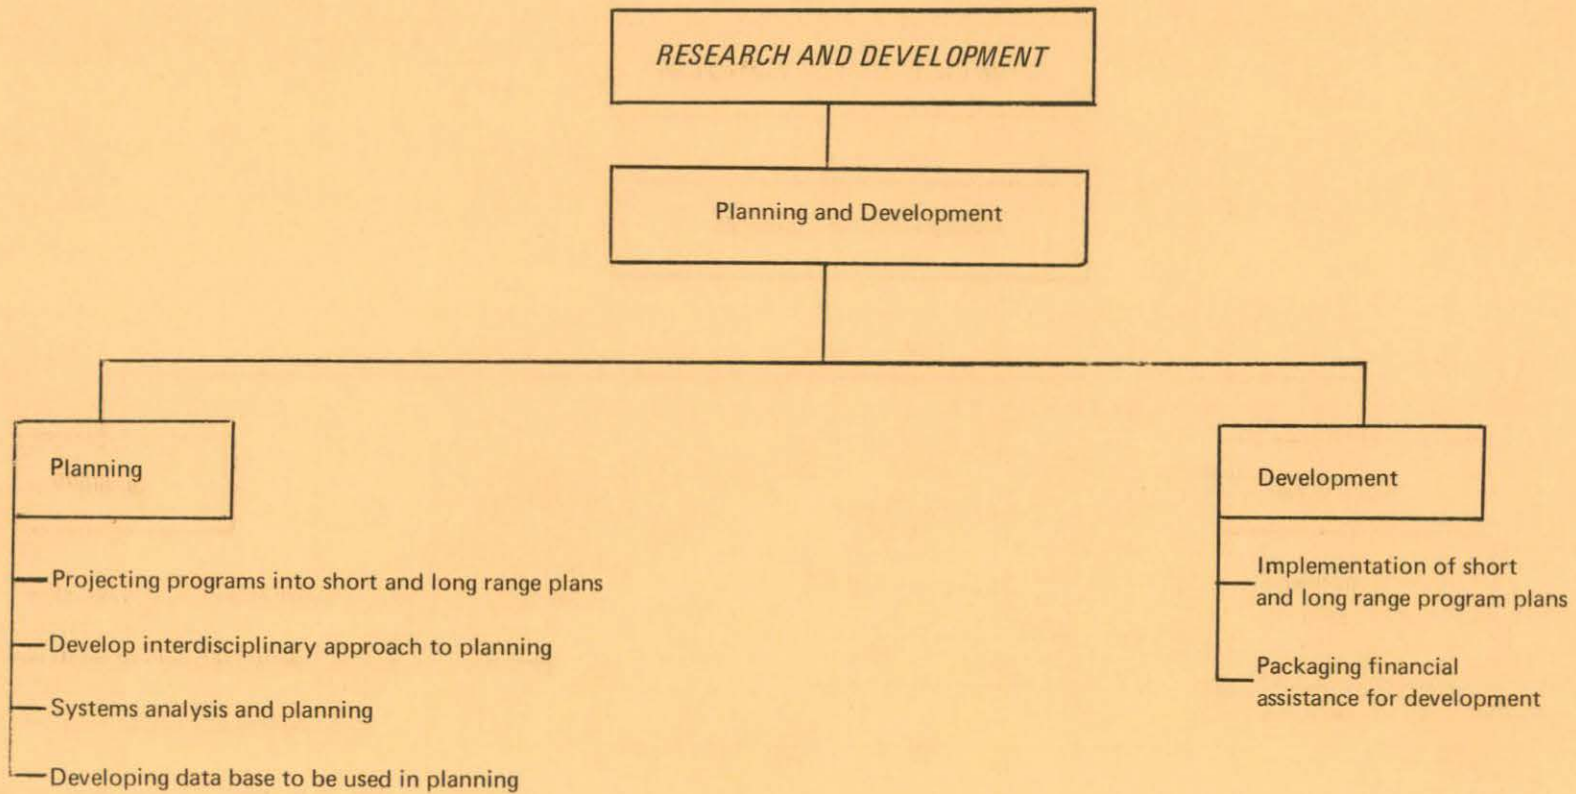 RESEARCH AND DEVELOPMENT
Planning and Development
Planning
Projecting programs into short and long range plans
Develop interdisciplinary approach to planning
Systems analysis and planning
Developing data base to be used in planning
Development
Implementation of short
and long range program plans
Packaging financial
assistance for development